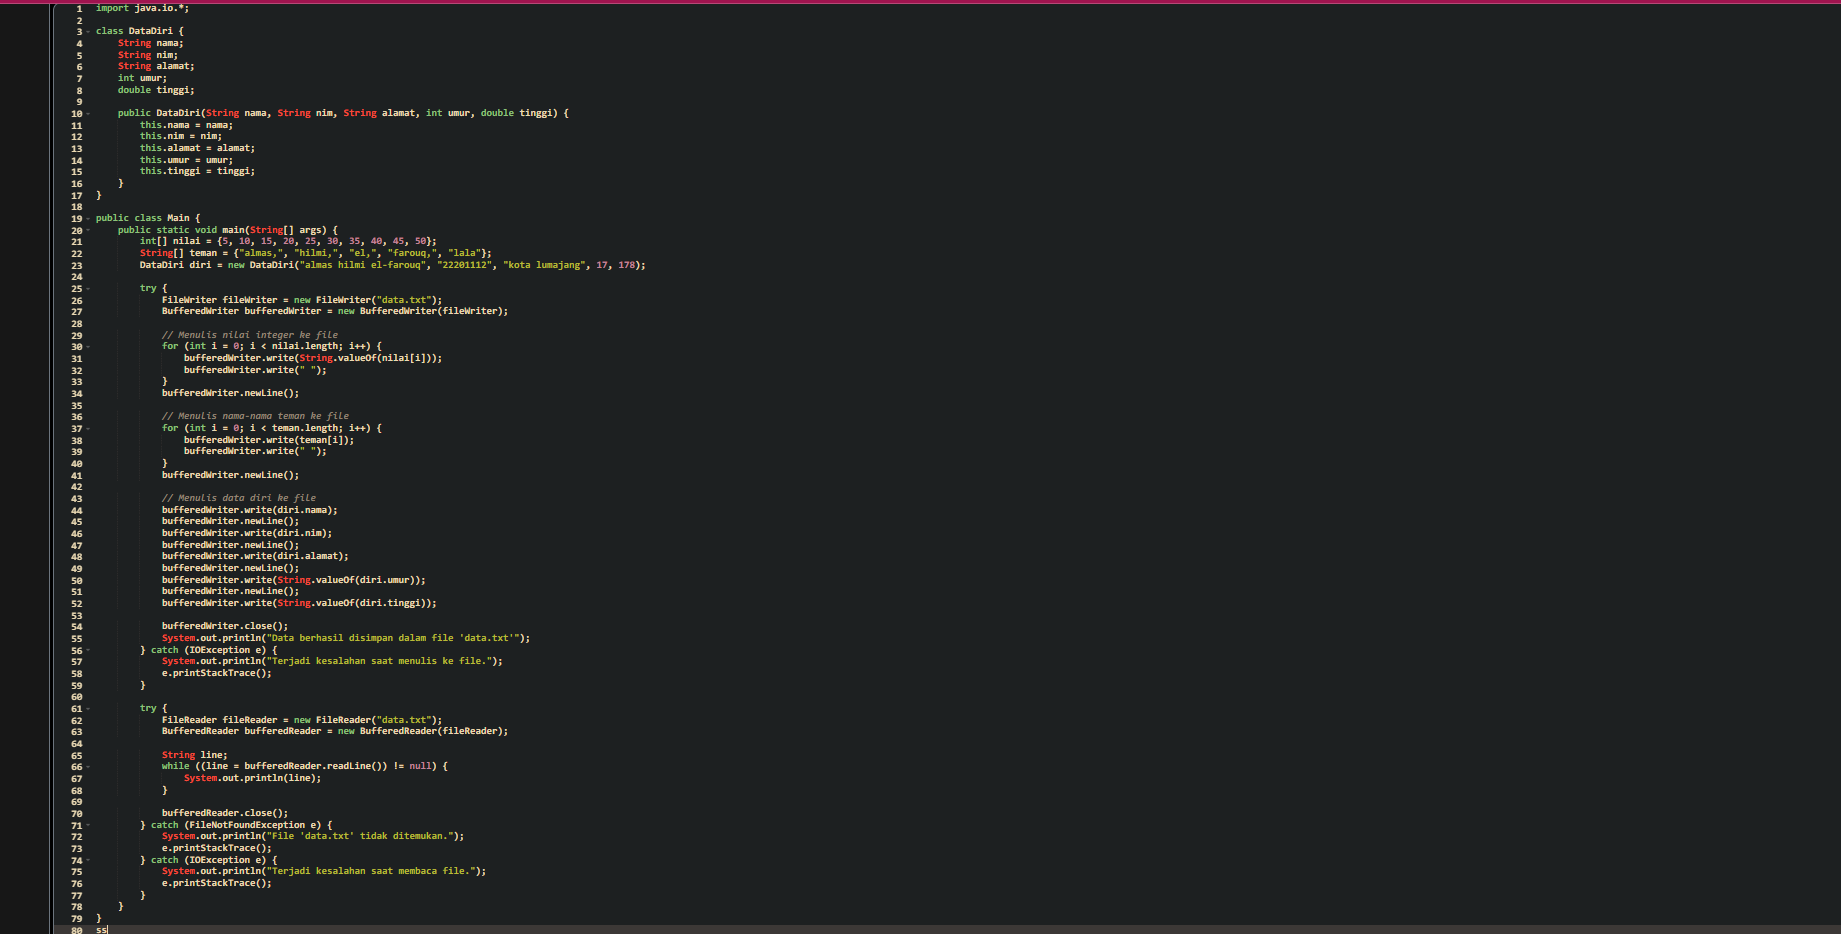 1 import java.io.*;
2
3 class DataDiri {
4 String nama;
5 String nim;
6 String alamat;
7 int umur;
8 double tinggi;
9
10 public DataDiri(String nama, String nim, String alamat, int umur, double tinggi) {
11 this.nama = nama;
12 this.nim = nim;
13 this.alamat = alamat;
14 this.umur = umur;
15 this.tinggi = tinggi;
16 }
17 }
18
19 public class Main {
20 public static void main(String[] args) {
21 int[] nilai = {5, 10, 15, 20, 25, 30, 35, 40, 45, 50};
22 String[] teman = {"almas,", "hilmi,", "el,", "farouq,", "lala"};
23 DataDiri diri = new DataDiri("almas hilmi el-farouq", "22201112", "kota lumajang", 17, 178);
24
25 try {
26 FileWriter fileWriter = new FileWriter("data.txt");
27 BufferedWriter bufferedWriter = new BufferedWriter(fileWriter);
28
29 // Menulis nilai integer ke file
30 for (int i = 0; i < nilai.length; i++) {
31 bufferedWriter.write(String.valueOf(nilai[i]));
32 bufferedWriter.write(" ");
33 }
34 bufferedWriter.newLine();
35
36 // Menulis nama-nama teman ke file
37 for (int i = 0; i < teman.length; i++) {
38 bufferedWriter.write(teman[i]);
39 bufferedWriter.write(" ");
40 }
41 bufferedWriter.newLine();
42
43 // Menulis data diri ke file
44 bufferedWriter.write(diri.nama);
45 bufferedWriter.newLine();
46 bufferedWriter.write(diri.nim);
47 bufferedWriter.newLine();
48 bufferedWriter.write(diri.alamat);
49 bufferedWriter.newLine();
50 bufferedWriter.write(String.valueOf(diri.umur));
51 bufferedWriter.newLine();
52 bufferedWriter.write(String.valueOf(diri.tinggi));
53
54 bufferedWriter.close();
55 System.out.println("Data berhasil disimpan dalam file 'data.txt'");
56 } catch (IOException e) {
57 System.out.println("Terjadi kesalahan saat menulis ke file.");
58 e.printStackTrace();
59 }
60
61 try {
62 FileReader fileReader = new FileReader("data.txt");
63 BufferedReader bufferedReader = new BufferedReader(fileReader);
64
65 String line;
66 while ((line = bufferedReader.readLine()) != null) {
67 System.out.println(line);
68 }
69
70 bufferedReader.close();
71 } catch (FileNotFoundException e) {
72 System.out.println("File 'data.txt' tidak ditemukan.");
73 e.printStackTrace();
74 } catch (IOException e) {
75 System.out.println("Terjadi kesalahan saat membaca file.");
76 e.printStackTrace();
77 }
78 }
79 }
80 ss